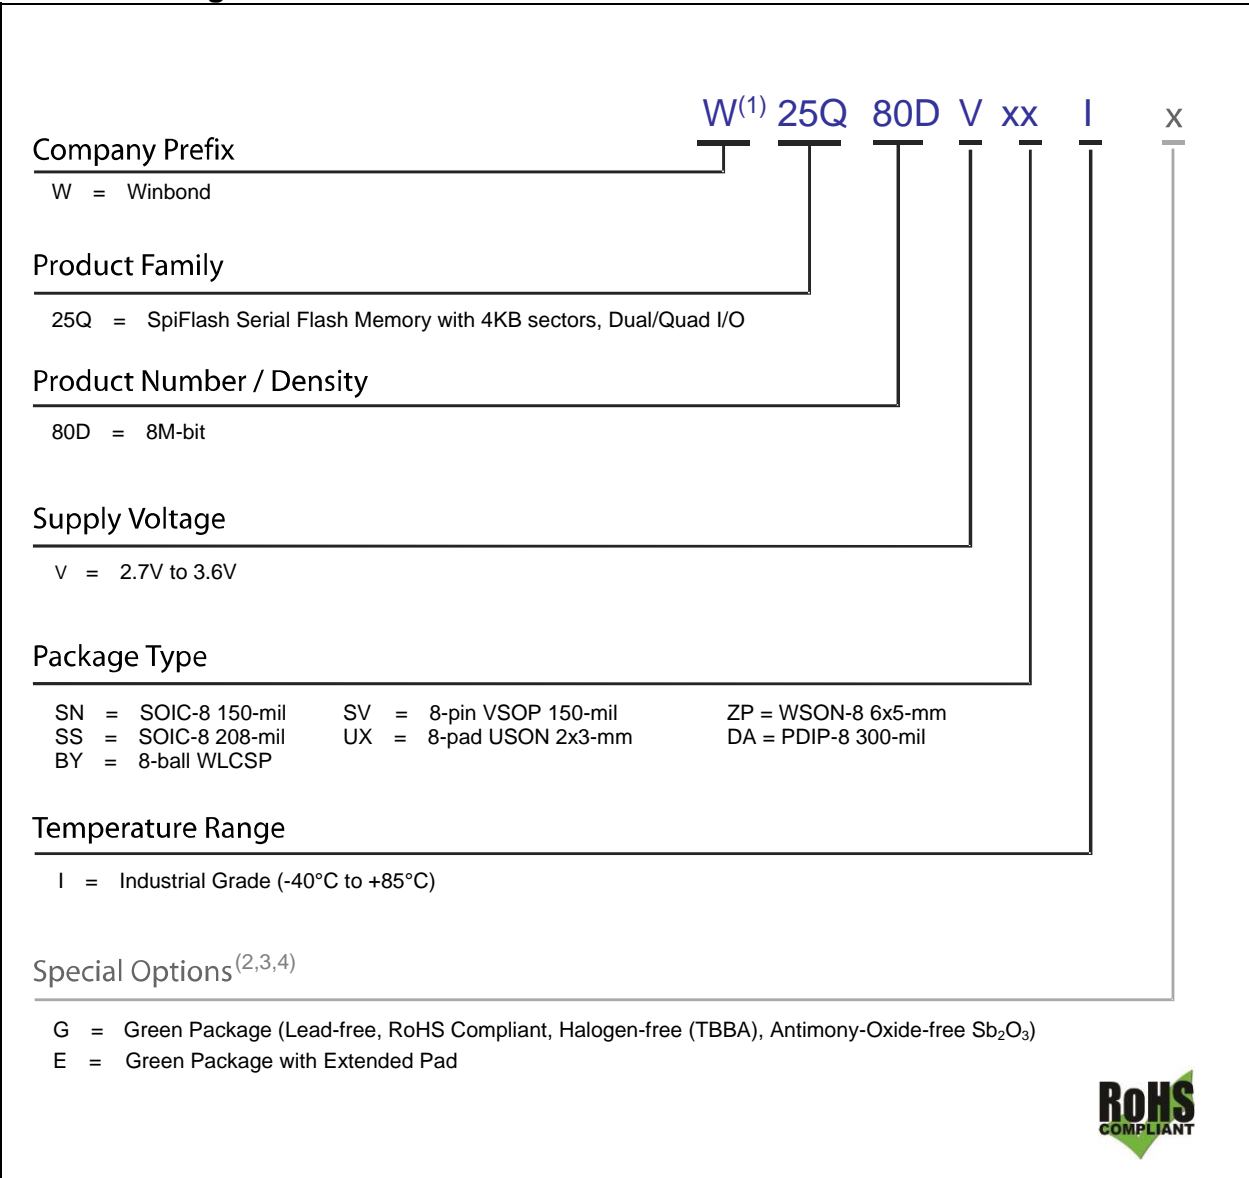 W(1) 25Q 80D V xx I x
Company Prefix
W = Winbond
Product Family
25Q = SpiFlash Serial Flash Memory with 4KB sectors, Dual/Quad I/O
Product Number / Density
80D = 8M-bit
Supply Voltage
V = 2.7V to 3.6V
Package Type
SN = SOIC-8 150-mil SV = 8-pin VSOP 150-mil ZP = WSON-8 6x5-mm
SS = SOIC-8 208-mil UX = 8-pad USON 2x3-mm DA = PDIP-8 300-mil
BY = 8-ball WLCSP
Temperature Range
I = Industrial Grade (-40°C to +85°C)
Special Options(2,3,4)
G = Green Package (Lead-free, RoHS Compliant, Halogen-free (TBBA), Antimony-Oxide-free Sb₂O₃)
E = Green Package with Extended Pad
RoHS
COMPLIANT